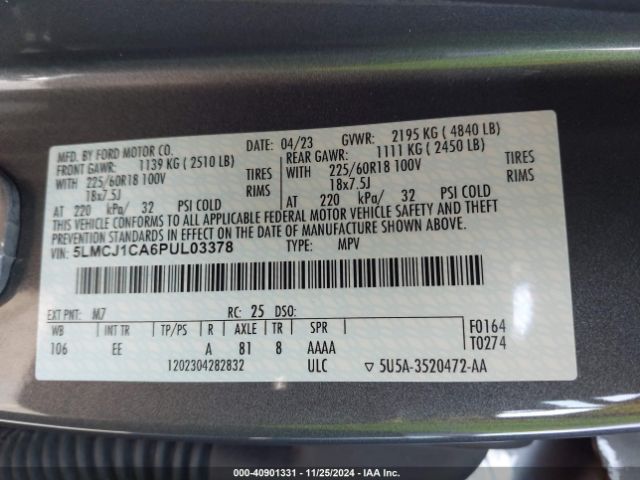 MFD. BY FORD MOTOR CO. DATE: 04/23 GVWR: 2195 KG ( 4840 LB)
FRONT GAWR: 1139 KG ( 2510 LB) REAR GAWR: 1111 KG ( 2450 LB)
WITH 225/60R18 100V TIRES WITH 225/60R18 100V TIRES
18x7.5J RIMS 18x7.5J RIMS
AT 220 kPa/ 32 PSI COLD AT 220 kPa/ 32 PSI COLD
THIS VEHICLE CONFORMS TO ALL APPLICABLE FEDERAL MOTOR VEHICLE SAFETY AND THEFT
PREVENTION STANDARDS IN EFFECT ON THE DATE OF MANUFACTURE SHOWN ABOVE.
VIN: 5LMCJ1CA6PUL03378 TYPE: MPV
EXT PNT: M7 RC: 25 DSO:
WB INT TR TP/PS R AXLE TR SPR F0164
106 EE A 81 8 AAAA T0274
1202304282832 ULC 5U5A-3520472-AA
000-40901331 - 11/25/2024 - IAA Inc.